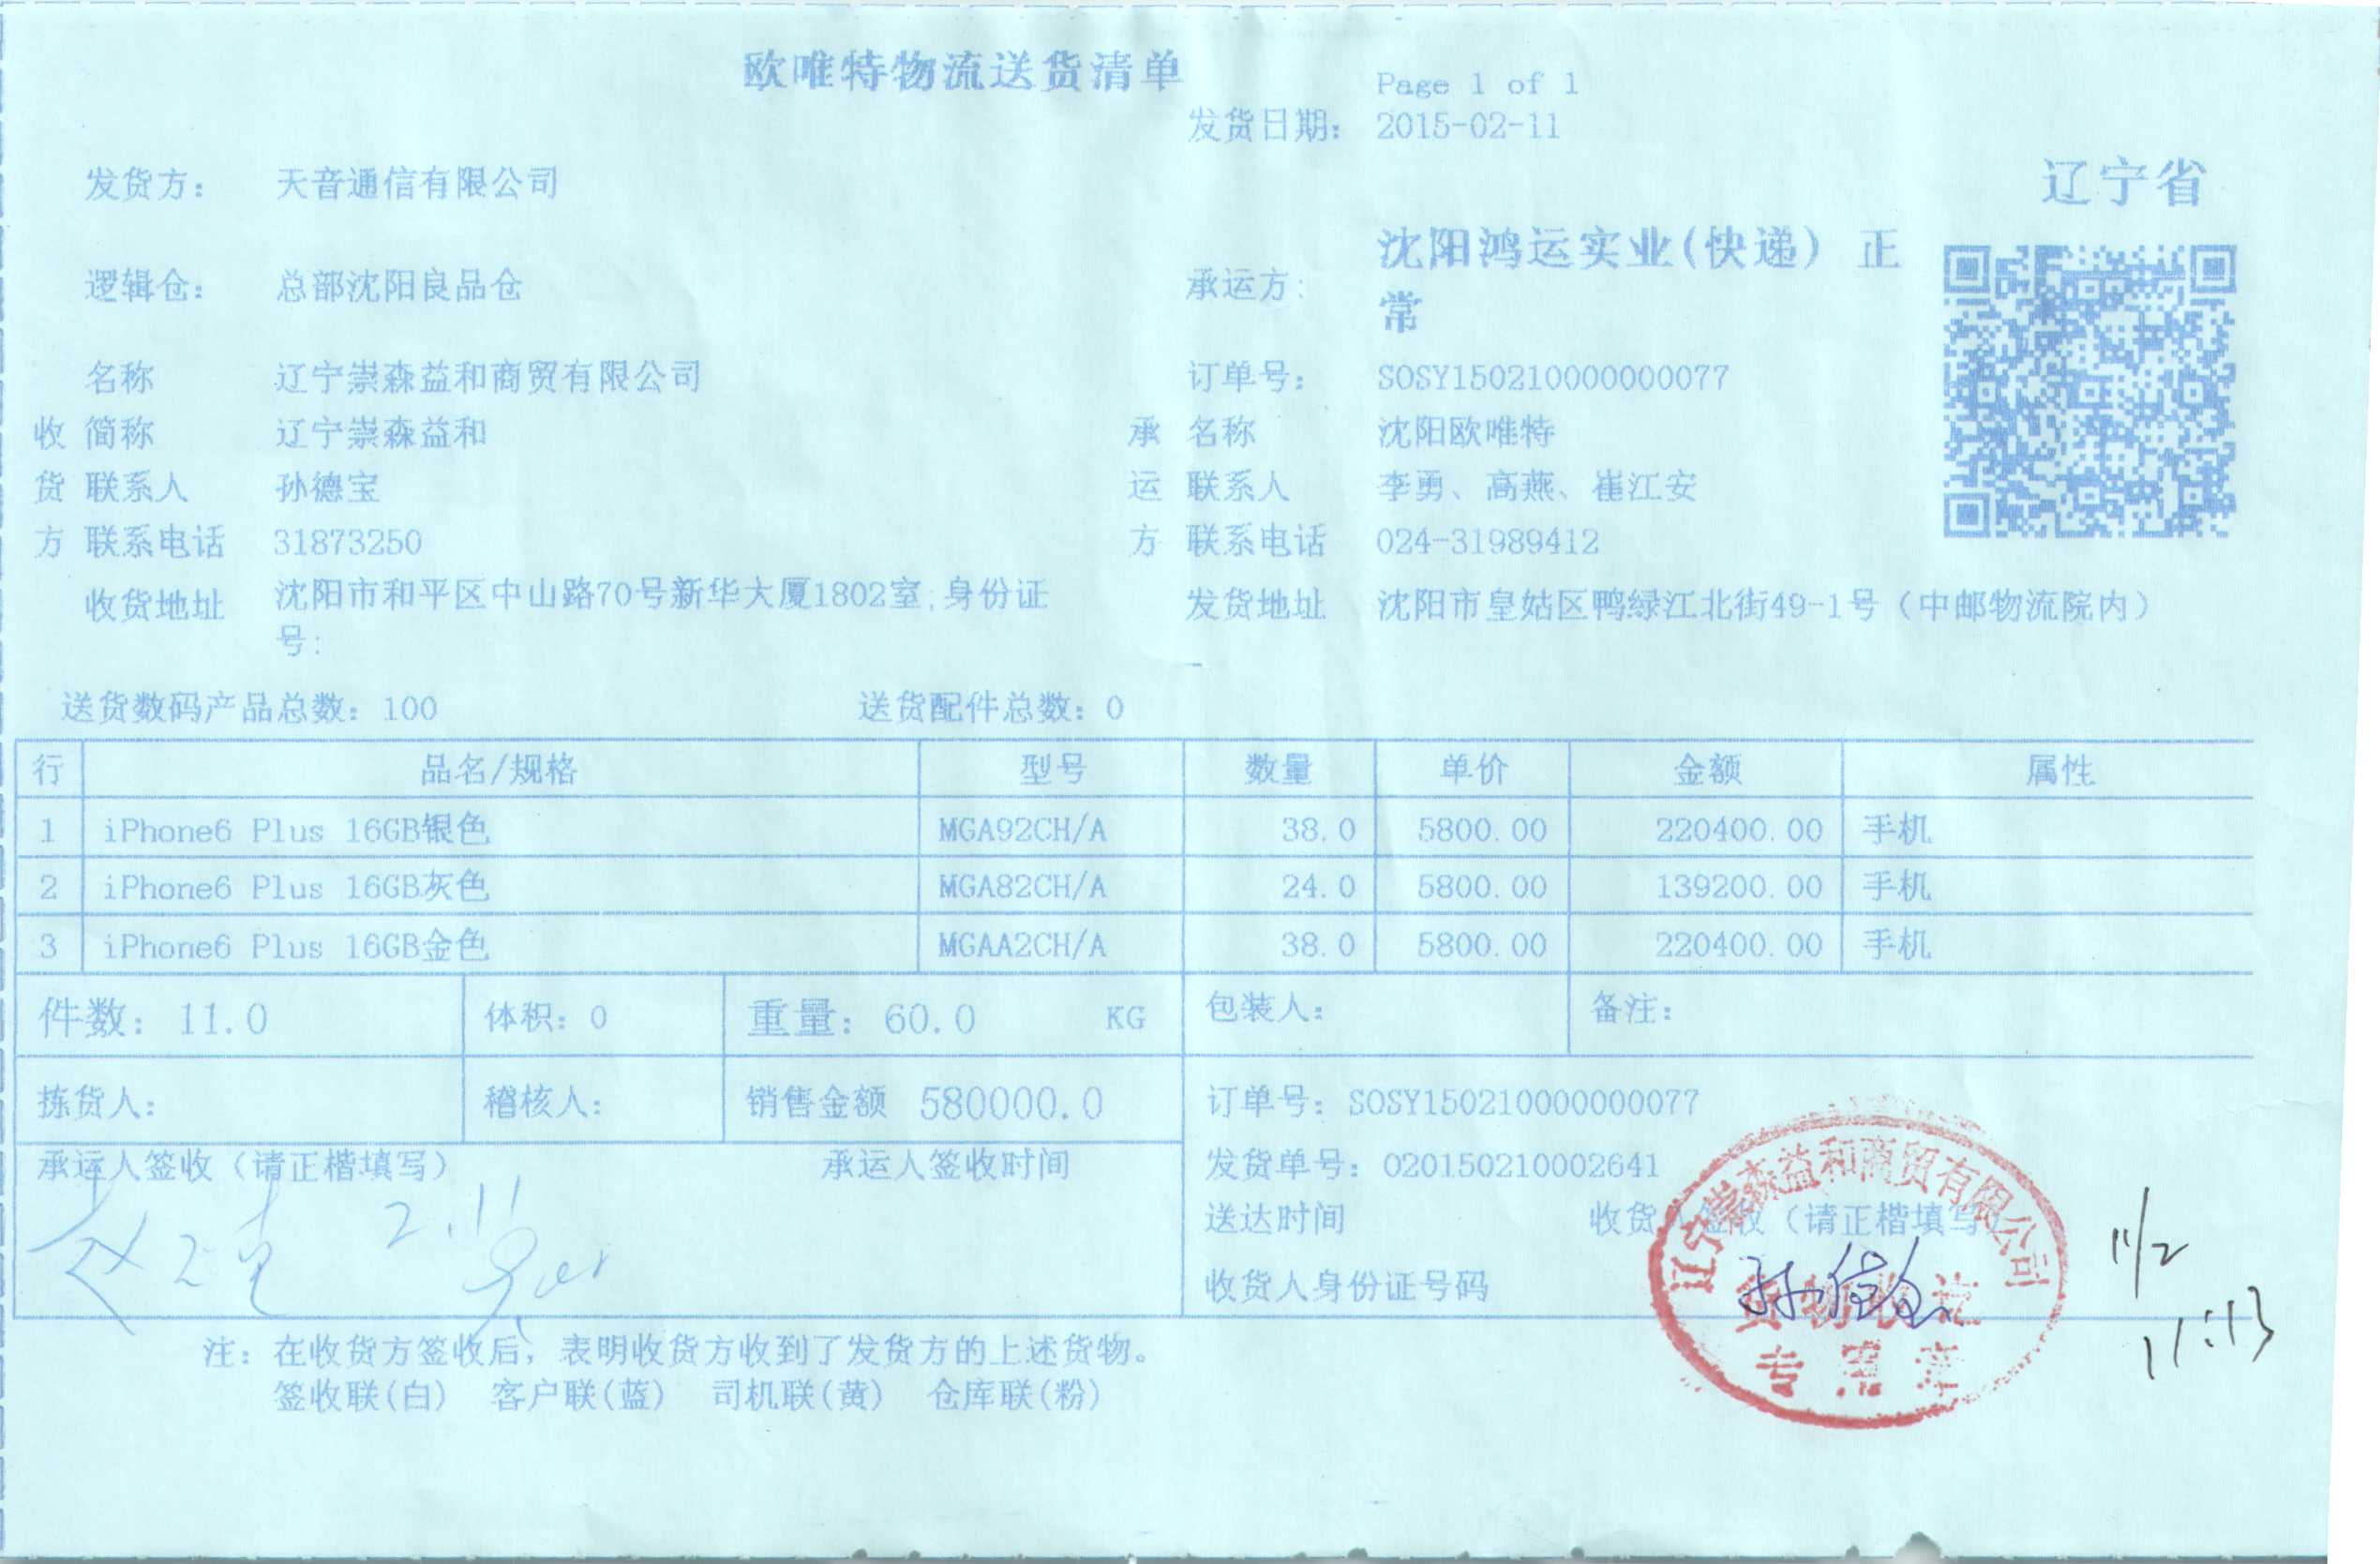 欧唯特物流送货清单
Page 1 of 1
发货日期： 2015-02-11
辽宁省
发货方： 天音通信有限公司
逻辑仓： 总部沈阳良品仓
承运方： 沈阳鸿运实业(快递) 正
常
名称 辽宁崇森益和商贸有限公司 订单号： SOSY150210000000077
收 简称 辽宁崇森益和 承 名称 沈阳欧唯特
货 联系人 孙德宝 运 联系人 李勇、高燕、崔江安
方 联系电话 31873250 方 联系电话 024-31989412
收货地址 沈阳市和平区中山路70号新华大厦1802室;身份证
号:
发货地址 沈阳市皇姑区鸭绿江北街49-1号（中邮物流院内）
送货数码产品总数：100 送货配件总数：0
行 品名/规格 型号 数量 单价 金额 属性
1 iPhone6 Plus 16GB银色 MGA92CH/A 38.0 5800.00 220400.00 手机
2 iPhone6 Plus 16GB灰色 MGA82CH/A 24.0 5800.00 139200.00 手机
3 iPhone6 Plus 16GB金色 MGAA2CH/A 38.0 5800.00 220400.00 手机
件数：11.0 体积：0 重量：60.0 KG 包装人： 备注：
拣货人： 稽核人： 销售金额 580000.0 订单号：SOSY150210000000077
承运人签收（请正楷填写） 承运人签收时间 发货单号：020150210002641
2.11
送达时间 收货人签收（请正楷填写）
收货人身份证号码
辽宁崇森益和商贸有限公司
货物收讫
专用章
孙德宝
11/2
11:13
注：在收货方签收后，表明收货方收到了发货方的上述货物。
签收联(白) 客户联(蓝) 司机联(黄) 仓库联(粉)